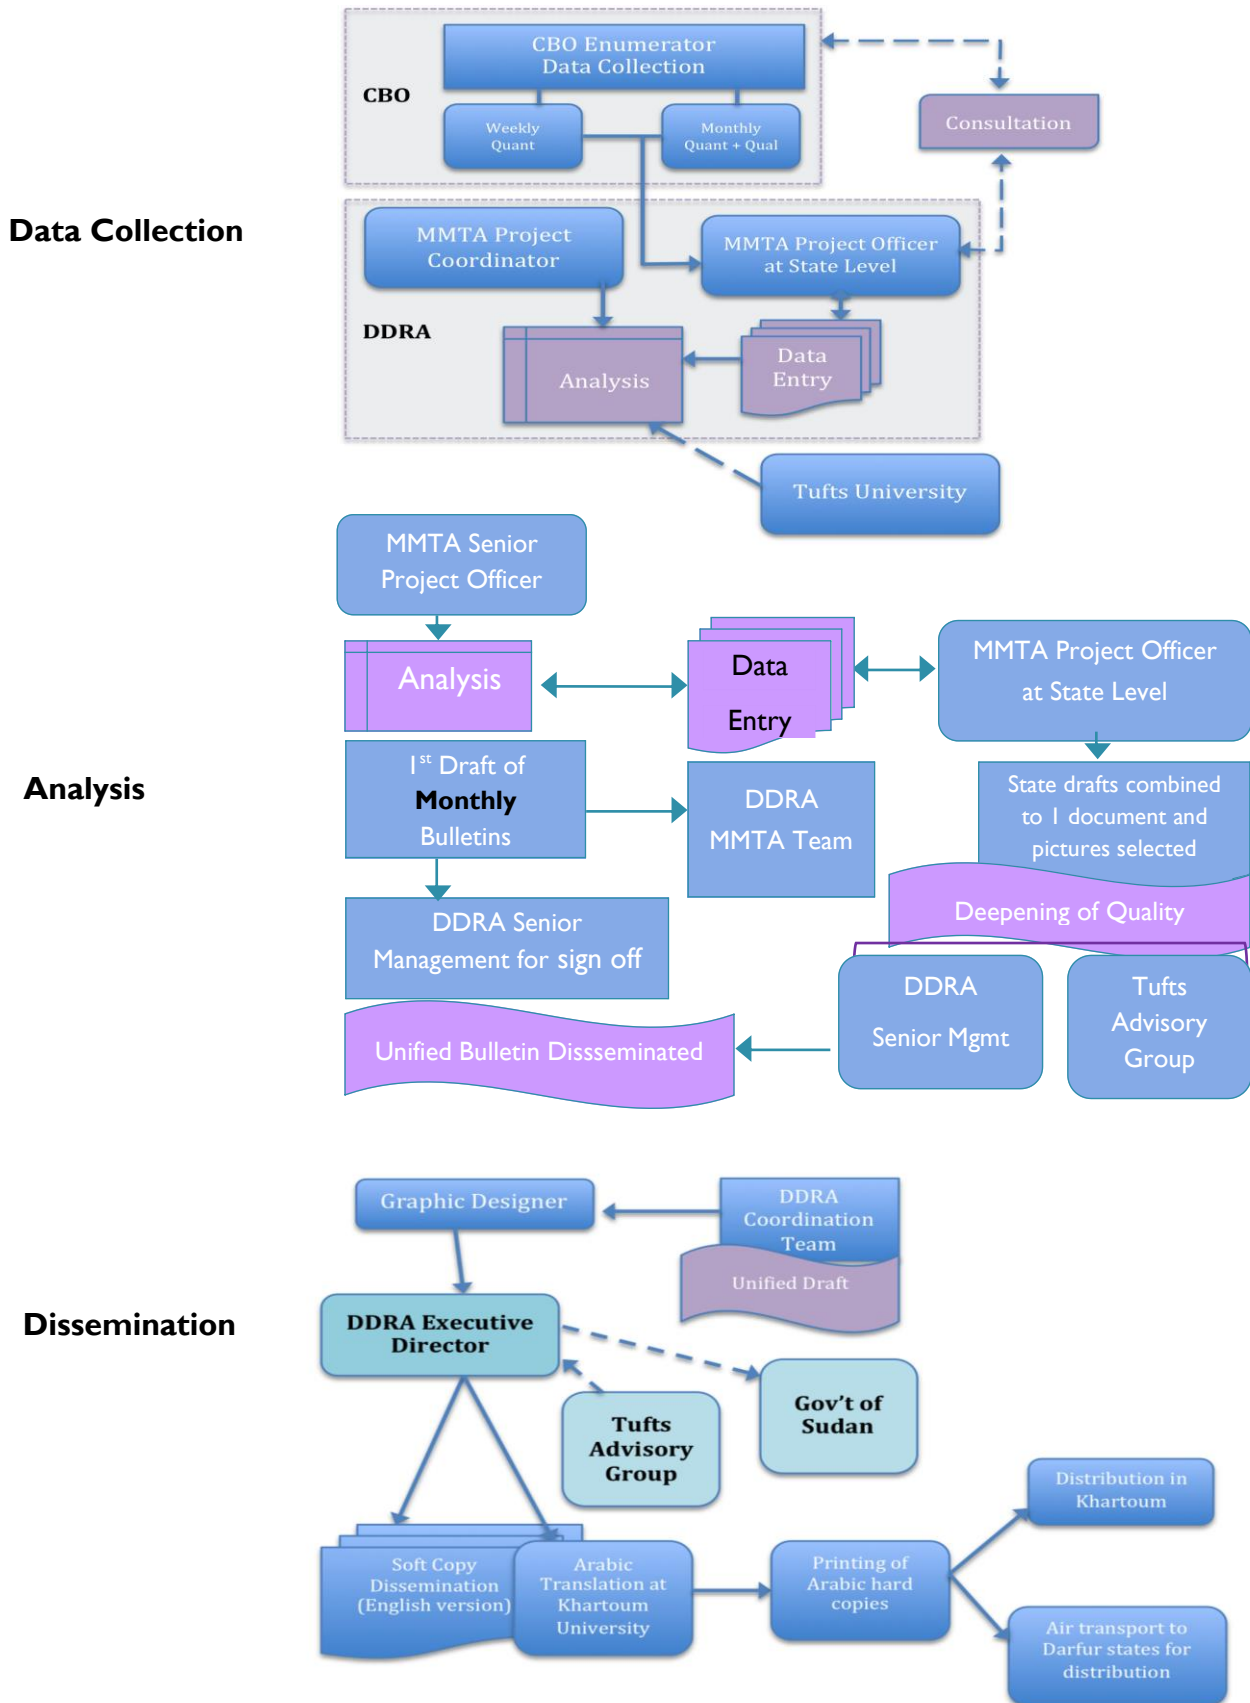 CBO Enumerator
Data Collection
CBO
Weekly
Quant
Monthly
Quant + Qual
Consultation
Data Collection
MMTA Project
Coordinator
MMTA Project Officer
at State Level
DDRA
Analysis
Data
Entry
Tufts University
MMTA Senior
Project Officer
Analysis
Data
Entry
MMTA Project Officer
at State Level
Analysis
1st Draft of
Monthly
Bulletins
DDRA
MMTA Team
State drafts combined
to 1 document and
pictures selected
Deepening of Quality
DDRA Senior
Management for sign off
DDRA
Senior Mgmt
Tufts
Advisory
Group
Unified Bulletin Dissseminated
Graphic Designer
DDRA
Coordination
Team
Unified Draft
Dissemination
DDRA Executive
Director
Tufts
Advisory
Group
Gov't of
Sudan
Distribution in
Khartoum
Soft Copy
Dissemination
(English version)
Arabic
Translation at
Khartoum
University
Printing of
Arabic hard
copies
Air transport to
Darfur states for
distribution